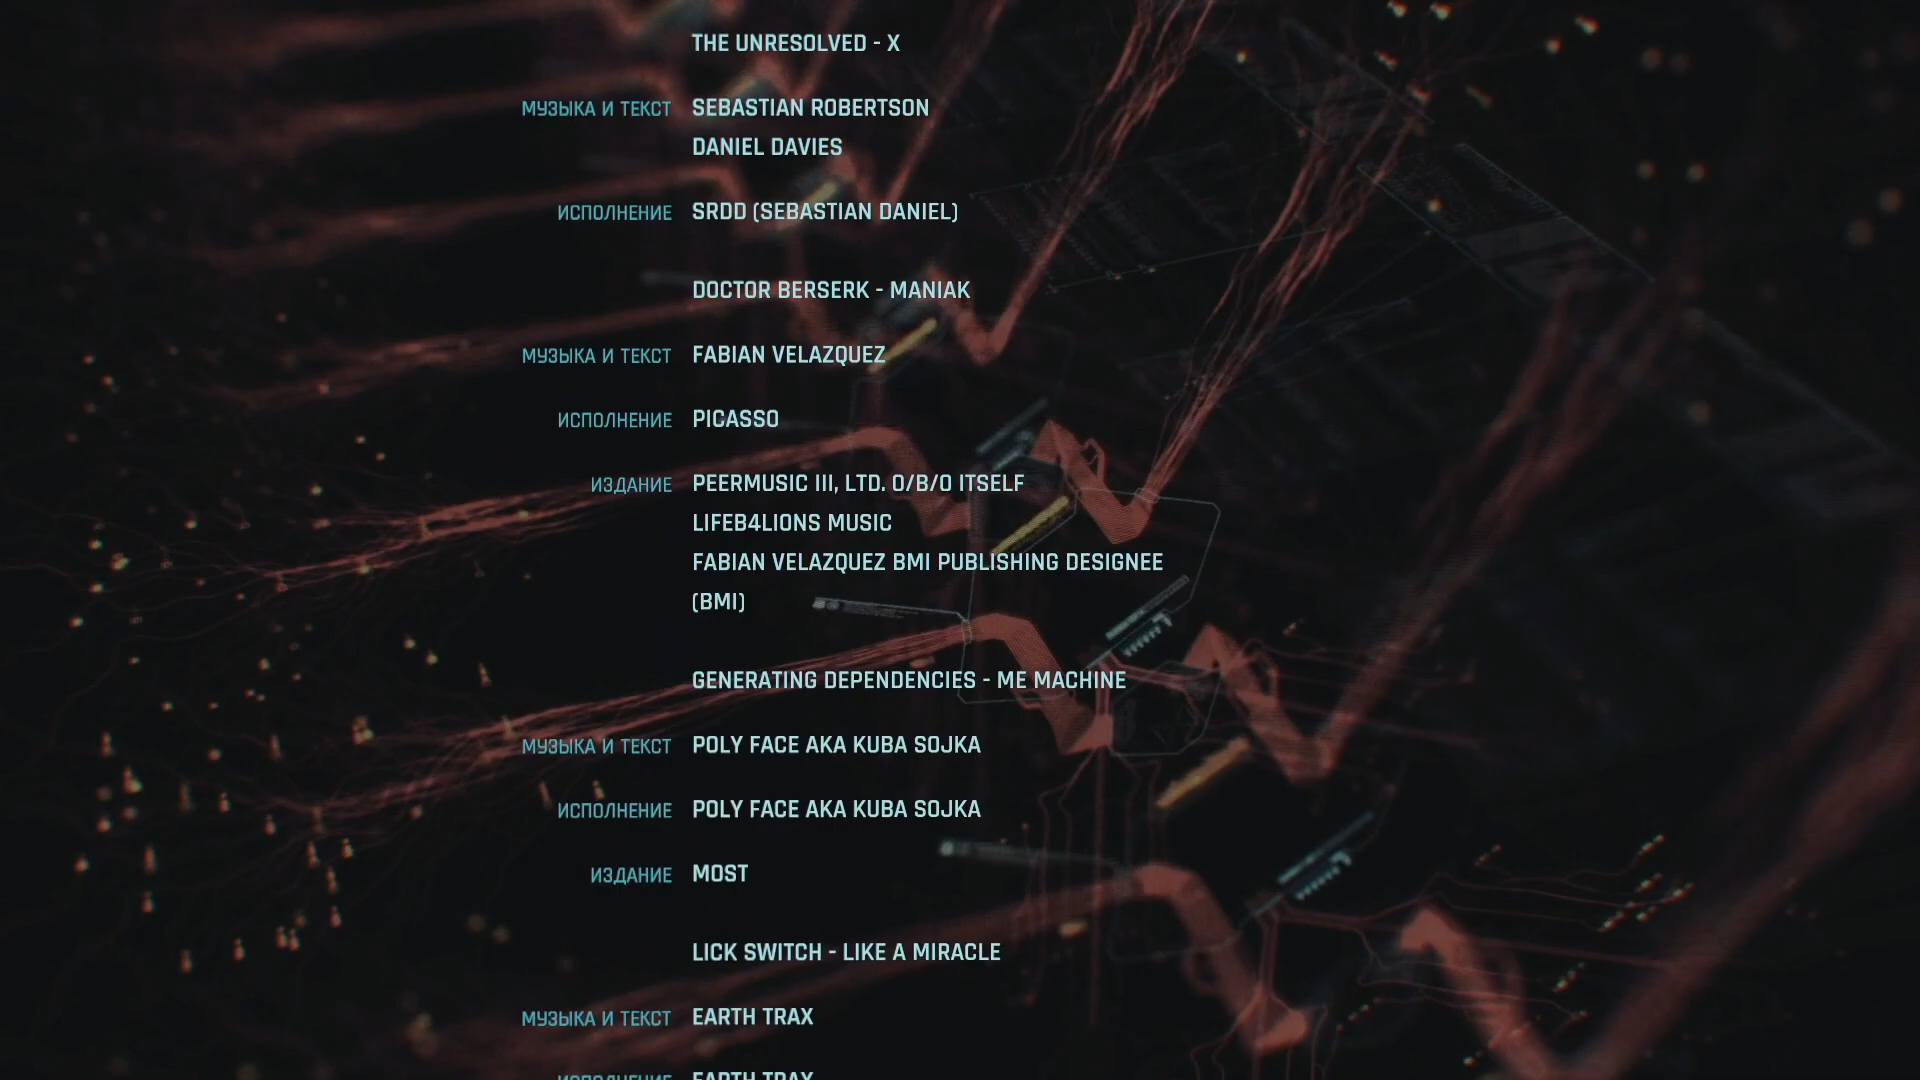 THE UNRESOLVED - X
МУЗЫКА И ТЕКСТ SEBASTIAN ROBERTSON
DANIEL DAVIES
ИСПОЛНЕНИЕ SRDD (SEBASTIAN DANIEL)
DOCTOR BERSERK - MANIAK
МУЗЫКА И ТЕКСТ FABIAN VELAZQUEZ
ИСПОЛНЕНИЕ PICASSO
ИЗДАНИЕ PEERMUSIC III, LTD. O/B/O ITSELF
LIFEB4LIONS MUSIC
FABIAN VELAZQUEZ BMI PUBLISHING DESIGNEE
(BMI)
GENERATING DEPENDENCIES - ME MACHINE
МУЗЫКА И ТЕКСТ POLY FACE AKA KUBA SOJKA
ИСПОЛНЕНИЕ POLY FACE AKA KUBA SOJKA
ИЗДАНИЕ MOST
LICK SWITCH - LIKE A MIRACLE
МУЗЫКА И ТЕКСТ EARTH TRAX
ИСПОЛНЕНИЕ EARTH TRAX